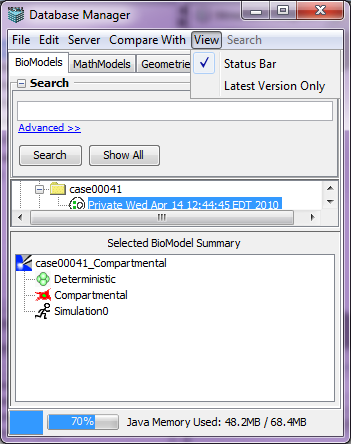 Database Manager
File Edit Server Compare With View Search
BioModels MathModels Geometrie
Status Bar
Latest Version Only
Search
Advanced >>
Search Show All
case00041
Private Wed Apr 14 12:44:45 EDT 2010
Selected BioModel Summary
case00041_Compartmental
Deterministic
Compartmental
Simulation0
70% Java Memory Used: 48.2MB / 68.4MB